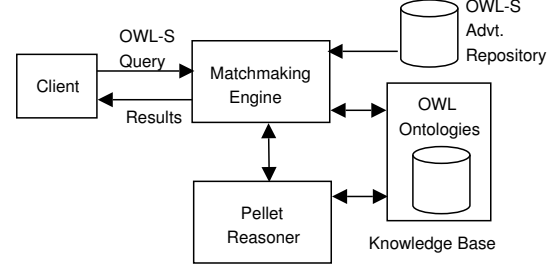 OWL-S
Advt.
Repository
OWL-S
Query
Client
Matchmaking
Engine
Results
OWL
Ontologies
Pellet
Reasoner
Knowledge Base